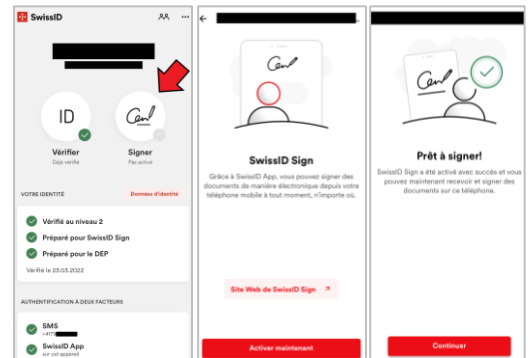 SwissID
ID
Vérifier
Déjà vérifié
Signer
Pas activé
VOTRE IDENTITÉ
Données d'identité
Vérifié au niveau 2
Préparé pour SwissID Sign
Préparé pour le DEP
Vérifié le 23.03.2022
AUTHENTIFICATION À DEUX FACTEURS
SMS
SwissID App
sur cet appareil
SwissID Sign
Grâce à SwissID App, vous pouvez signer des
documents de manière électronique depuis votre
téléphone mobile à tout moment, n'importe où.
Site Web de SwissID Sign
Activer maintenant
Prêt à signer!
SwissID Sign a été activé avec succès et vous
pouvez maintenant recevoir et signer des
documents sur ce téléphone.
Continuer